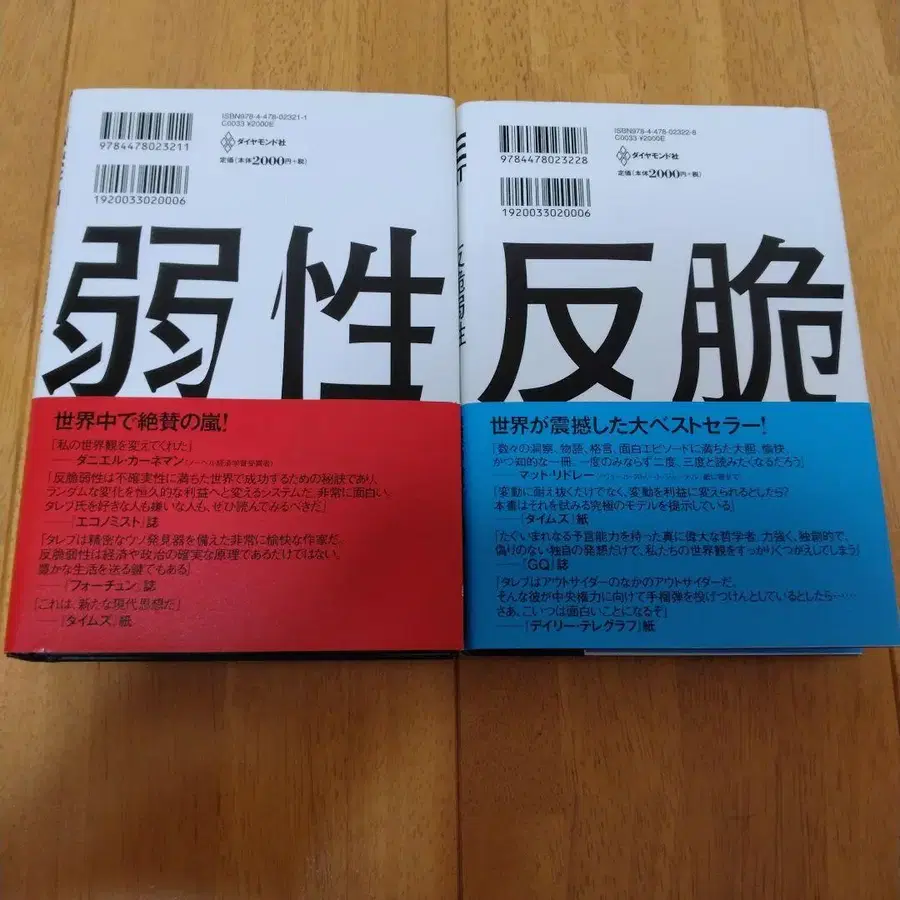 ISBN978-4-478-02321-1
C0033 ¥2000E
9784478023211
ダイヤモンド社
定価(本体2000円+税)
1920033020006
弱性
世界中で絶賛の嵐!
「私の世界観を変えてくれた」
──ダニエル・カーネマン(ノーベル経済学賞受賞者)
「反脆弱性は不確実性に満ちた世界で成功するための秘訣であり、
ランダムな変化を恒久的な利益へと変えるシステムだ。非常に面白い。
タレブ氏を好きな人も嫌いな人も、ぜひ読んでみるべきだ」
──『エコノミスト』誌
「タレブは精密なウソ発見器を備えた非常に愉快な作家だ。
反脆弱性は経済や政治の確実な原理であるだけではない。
豊かな生活を送る鍵でもある」
──『フォーチュン』誌
「これは、新たな現代思想だ」
──『タイムズ』紙
ISBN978-4-478-02322-8
C0033 ¥2000E
9784478023228
ダイヤモンド社
定価(本体2000円+税)
1920033020006
反脆
世界が震撼した大ベストセラー!
「数々の洞察、物語、格言、面白エピソードに満ちた大胆、愉快、
かつ知的な一冊。一度のみならず二度、三度と読みたくなるだろう」
──マット・リドレー
「変動に耐え抜くだけでなく、変動を利益に変えられるとしたら?
本書はそれを試みる究極のモデルを提示している」
──『タイムズ』紙
「たぐいまれなる予言能力を持った真に偉大な哲学者。力強く、独創的で、
偽りのない独自の発想だけで、私たちの世界観をすっかりくつがえしてしまう」
──『GQ』誌
「タレブはアウトサイダーのなかのアウトサイダーだ。
そんな彼が中央権力に向けて手榴弾を投げつけんとしているとしたら……
さあ、こいつは面白いことになるぞ」
──『デイリー・テレグラフ』紙